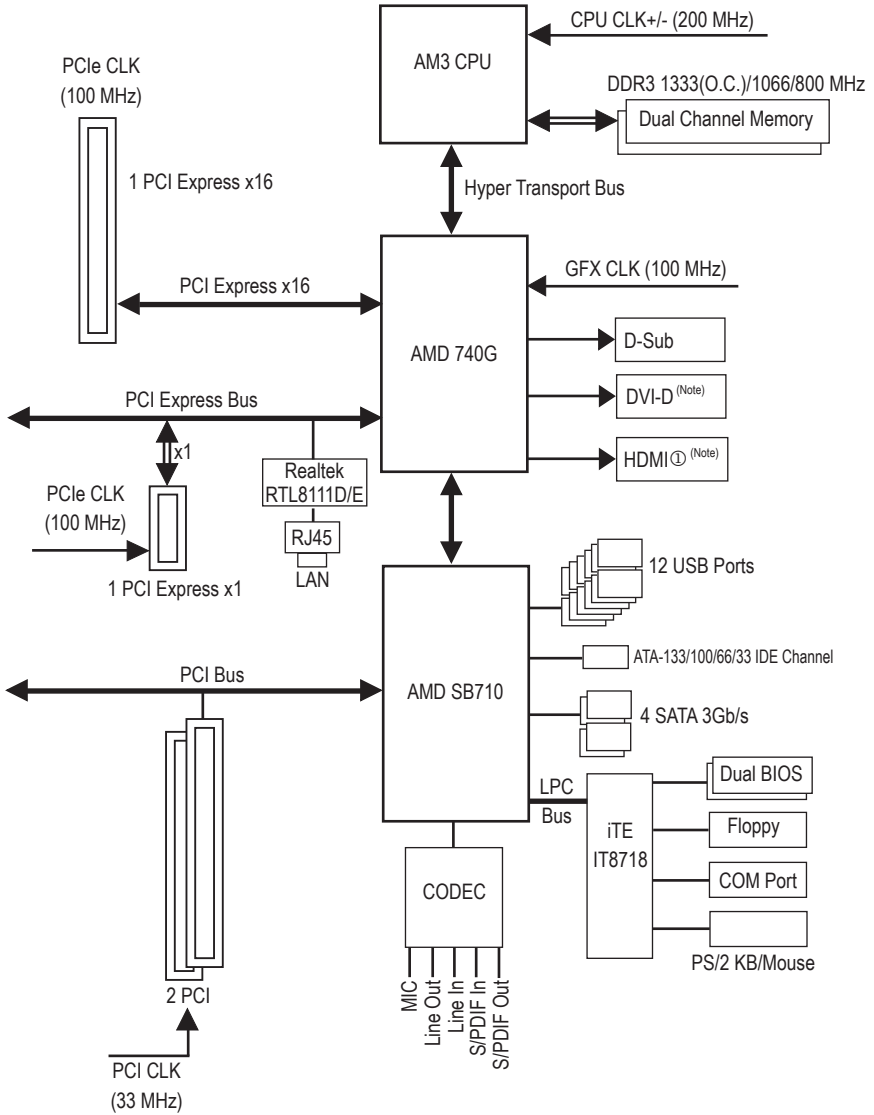 CPU CLK+/- (200 MHz)
AM3 CPU
PCIe CLK
(100 MHz)
DDR3 1333(O.C.)/1066/800 MHz
Dual Channel Memory
1 PCI Express x16
Hyper Transport Bus
GFX CLK (100 MHz)
PCI Express x16
AMD 740G
D-Sub
DVI-D (Note)
HDMI① (Note)
PCI Express Bus
x1
Realtek
RTL8111D/E
PCIe CLK
(100 MHz)
RJ45
LAN
1 PCI Express x1
12 USB Ports
ATA-133/100/66/33 IDE Channel
PCI Bus
AMD SB710
4 SATA 3Gb/s
LPC
Bus
iTE
IT8718
Dual BIOS
Floppy
COM Port
PS/2 KB/Mouse
CODEC
MIC
Line Out
Line In
S/PDIF In
S/PDIF Out
2 PCI
PCI CLK
(33 MHz)